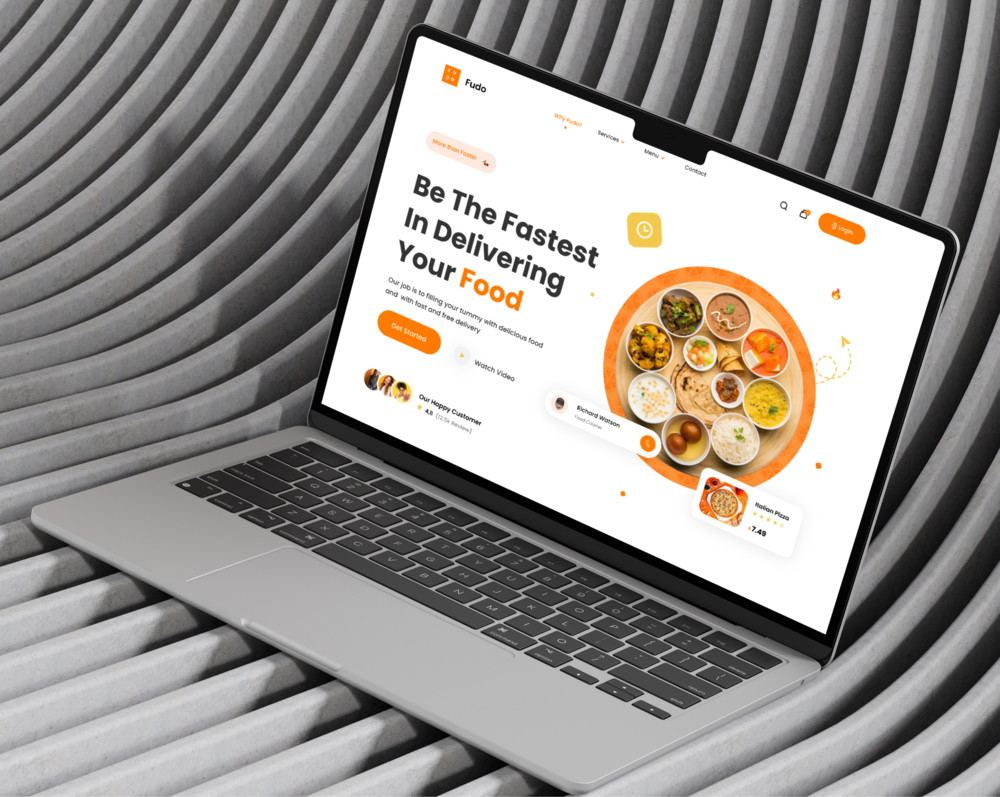 FU
DO
Fudo
Why Fudo?
Services
Menu
Contact
Login
More than Faster
Be The Fastest
In Delivering
Your Food
Our job is to filling your tummy with delicious food
and with fast and free delivery
Get Started
Watch Video
Our Happy Customer
(12.5k Review)
Richard Watson
Food Courier
Italian Pizza
7.49